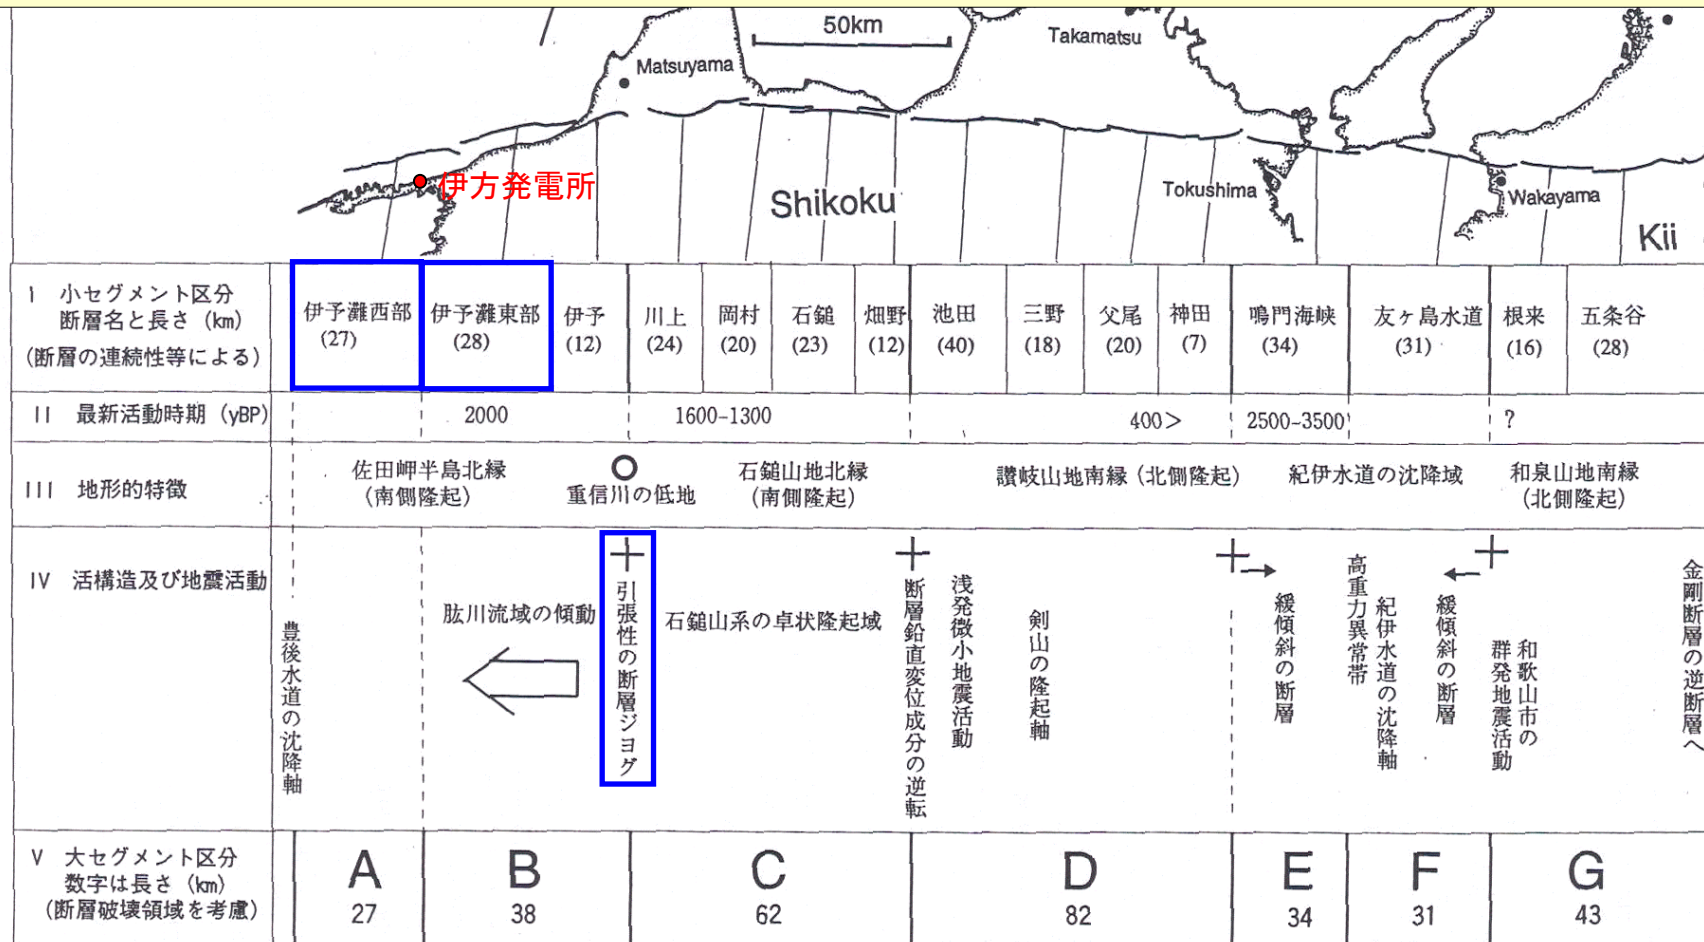 50km
Takamatsu
Matsuyama
伊方発電所
Shikoku
Tokushima
Wakayama
Kii
I 小セグメント区分
断層名と長さ (km)
(断層の連続性等による)
伊予灘西部
(27)
伊予灘東部
(28)
伊予
(12)
川上
(24)
岡村
(20)
石鎚
(23)
畑野
(12)
池田
(40)
三野
(18)
父尾
(20)
神田
(7)
鳴門海峡
(34)
友ヶ島水道
(31)
根来
(16)
五条谷
(28)
II 最新活動時期 (yBP)
2000
1600-1300
400>
2500~3500
?
III 地形的特徴
佐田岬半島北縁
(南側隆起)
重信川の低地
石鎚山地北縁
(南側隆起)
讃岐山地南縁 (北側隆起)
紀伊水道の沈降域
和泉山地南縁
(北側隆起)
IV 活構造及び地震活動
豊後水道の沈降軸
肱川流域の傾動
引張性の断層ジョグ
石鎚山系の卓状隆起域
断層鉛直変位成分の逆転
浅発微小地震活動
剣山の隆起軸
緩傾斜の断層
高重力異常帯
紀伊水道の沈降軸
緩傾斜の断層
和歌山市の
群発地震活動
金剛断層の逆断層へ
V 大セグメント区分
数字は長さ (km)
(断層破壊領域を考慮)
A
27
B
38
C
62
D
82
E
34
F
31
G
43